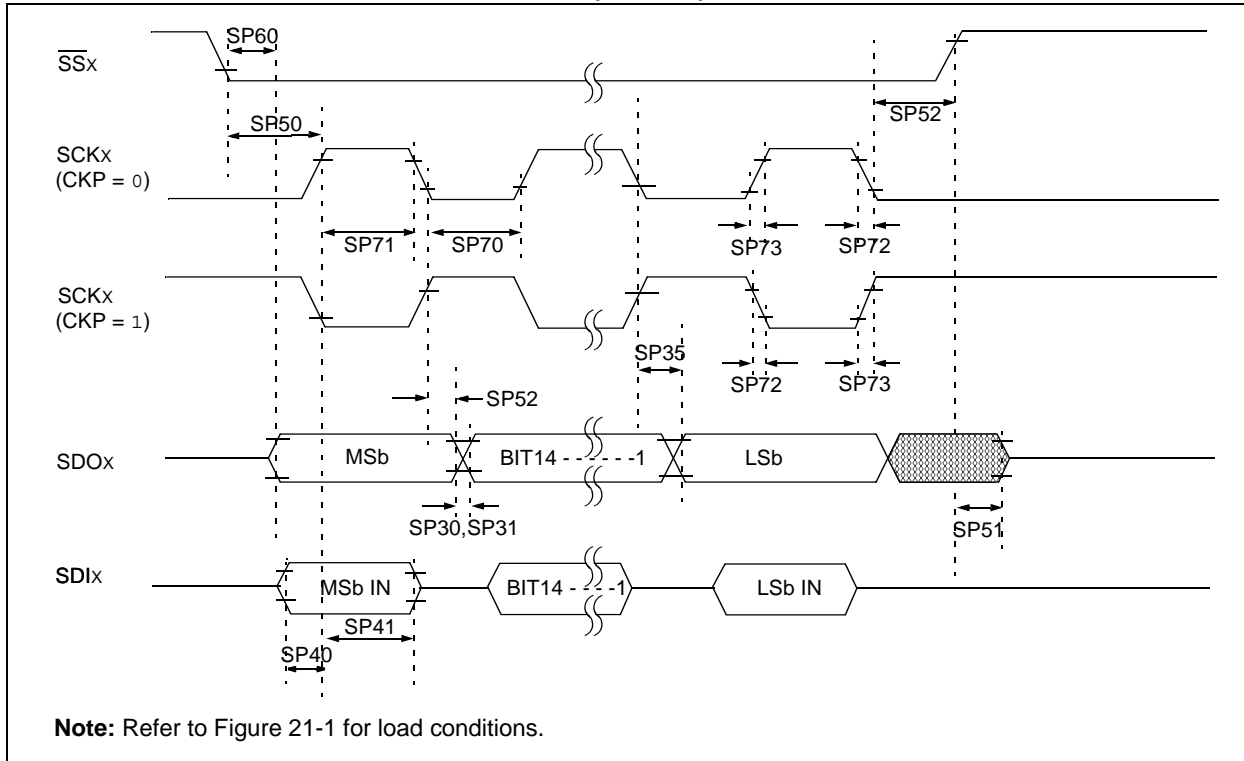 SP60
SSX
SP52
SP50
SCKX
(CKP = 0)
SP71
SP70
SP73
SP72
SCKX
(CKP = 1)
SP35
SP72
SP73
SP52
SDOX
MSb
BIT14 - - - - - -1
LSb
SP30,SP31
SP51
SDIX
MSb IN
BIT14 - - - -1
LSb IN
SP41
SP40
Note: Refer to Figure 21-1 for load conditions.